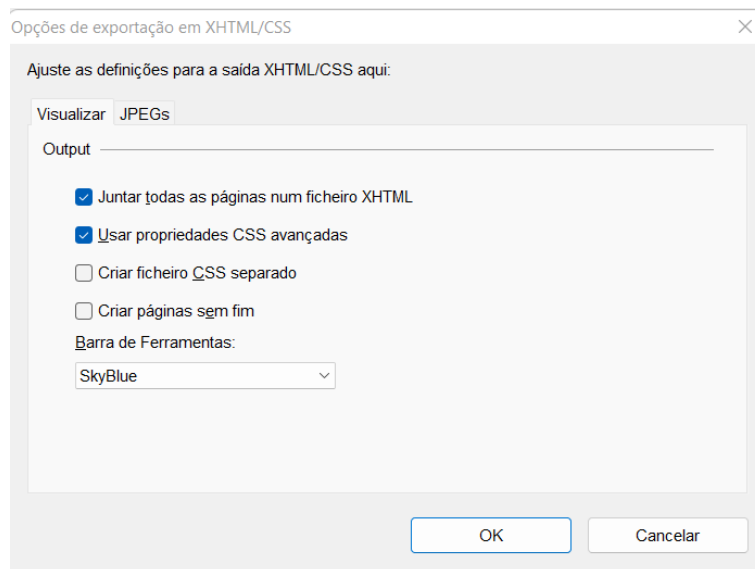 Opções de exportação em XHTML/CSS
Ajuste as definições para a saída XHTML/CSS aqui:
Visualizar JPEGs
Output
Juntar todas as páginas num ficheiro XHTML
Usar propriedades CSS avançadas
Criar ficheiro CSS separado
Criar páginas sem fim
Barra de Ferramentas:
SkyBlue
OK Cancelar